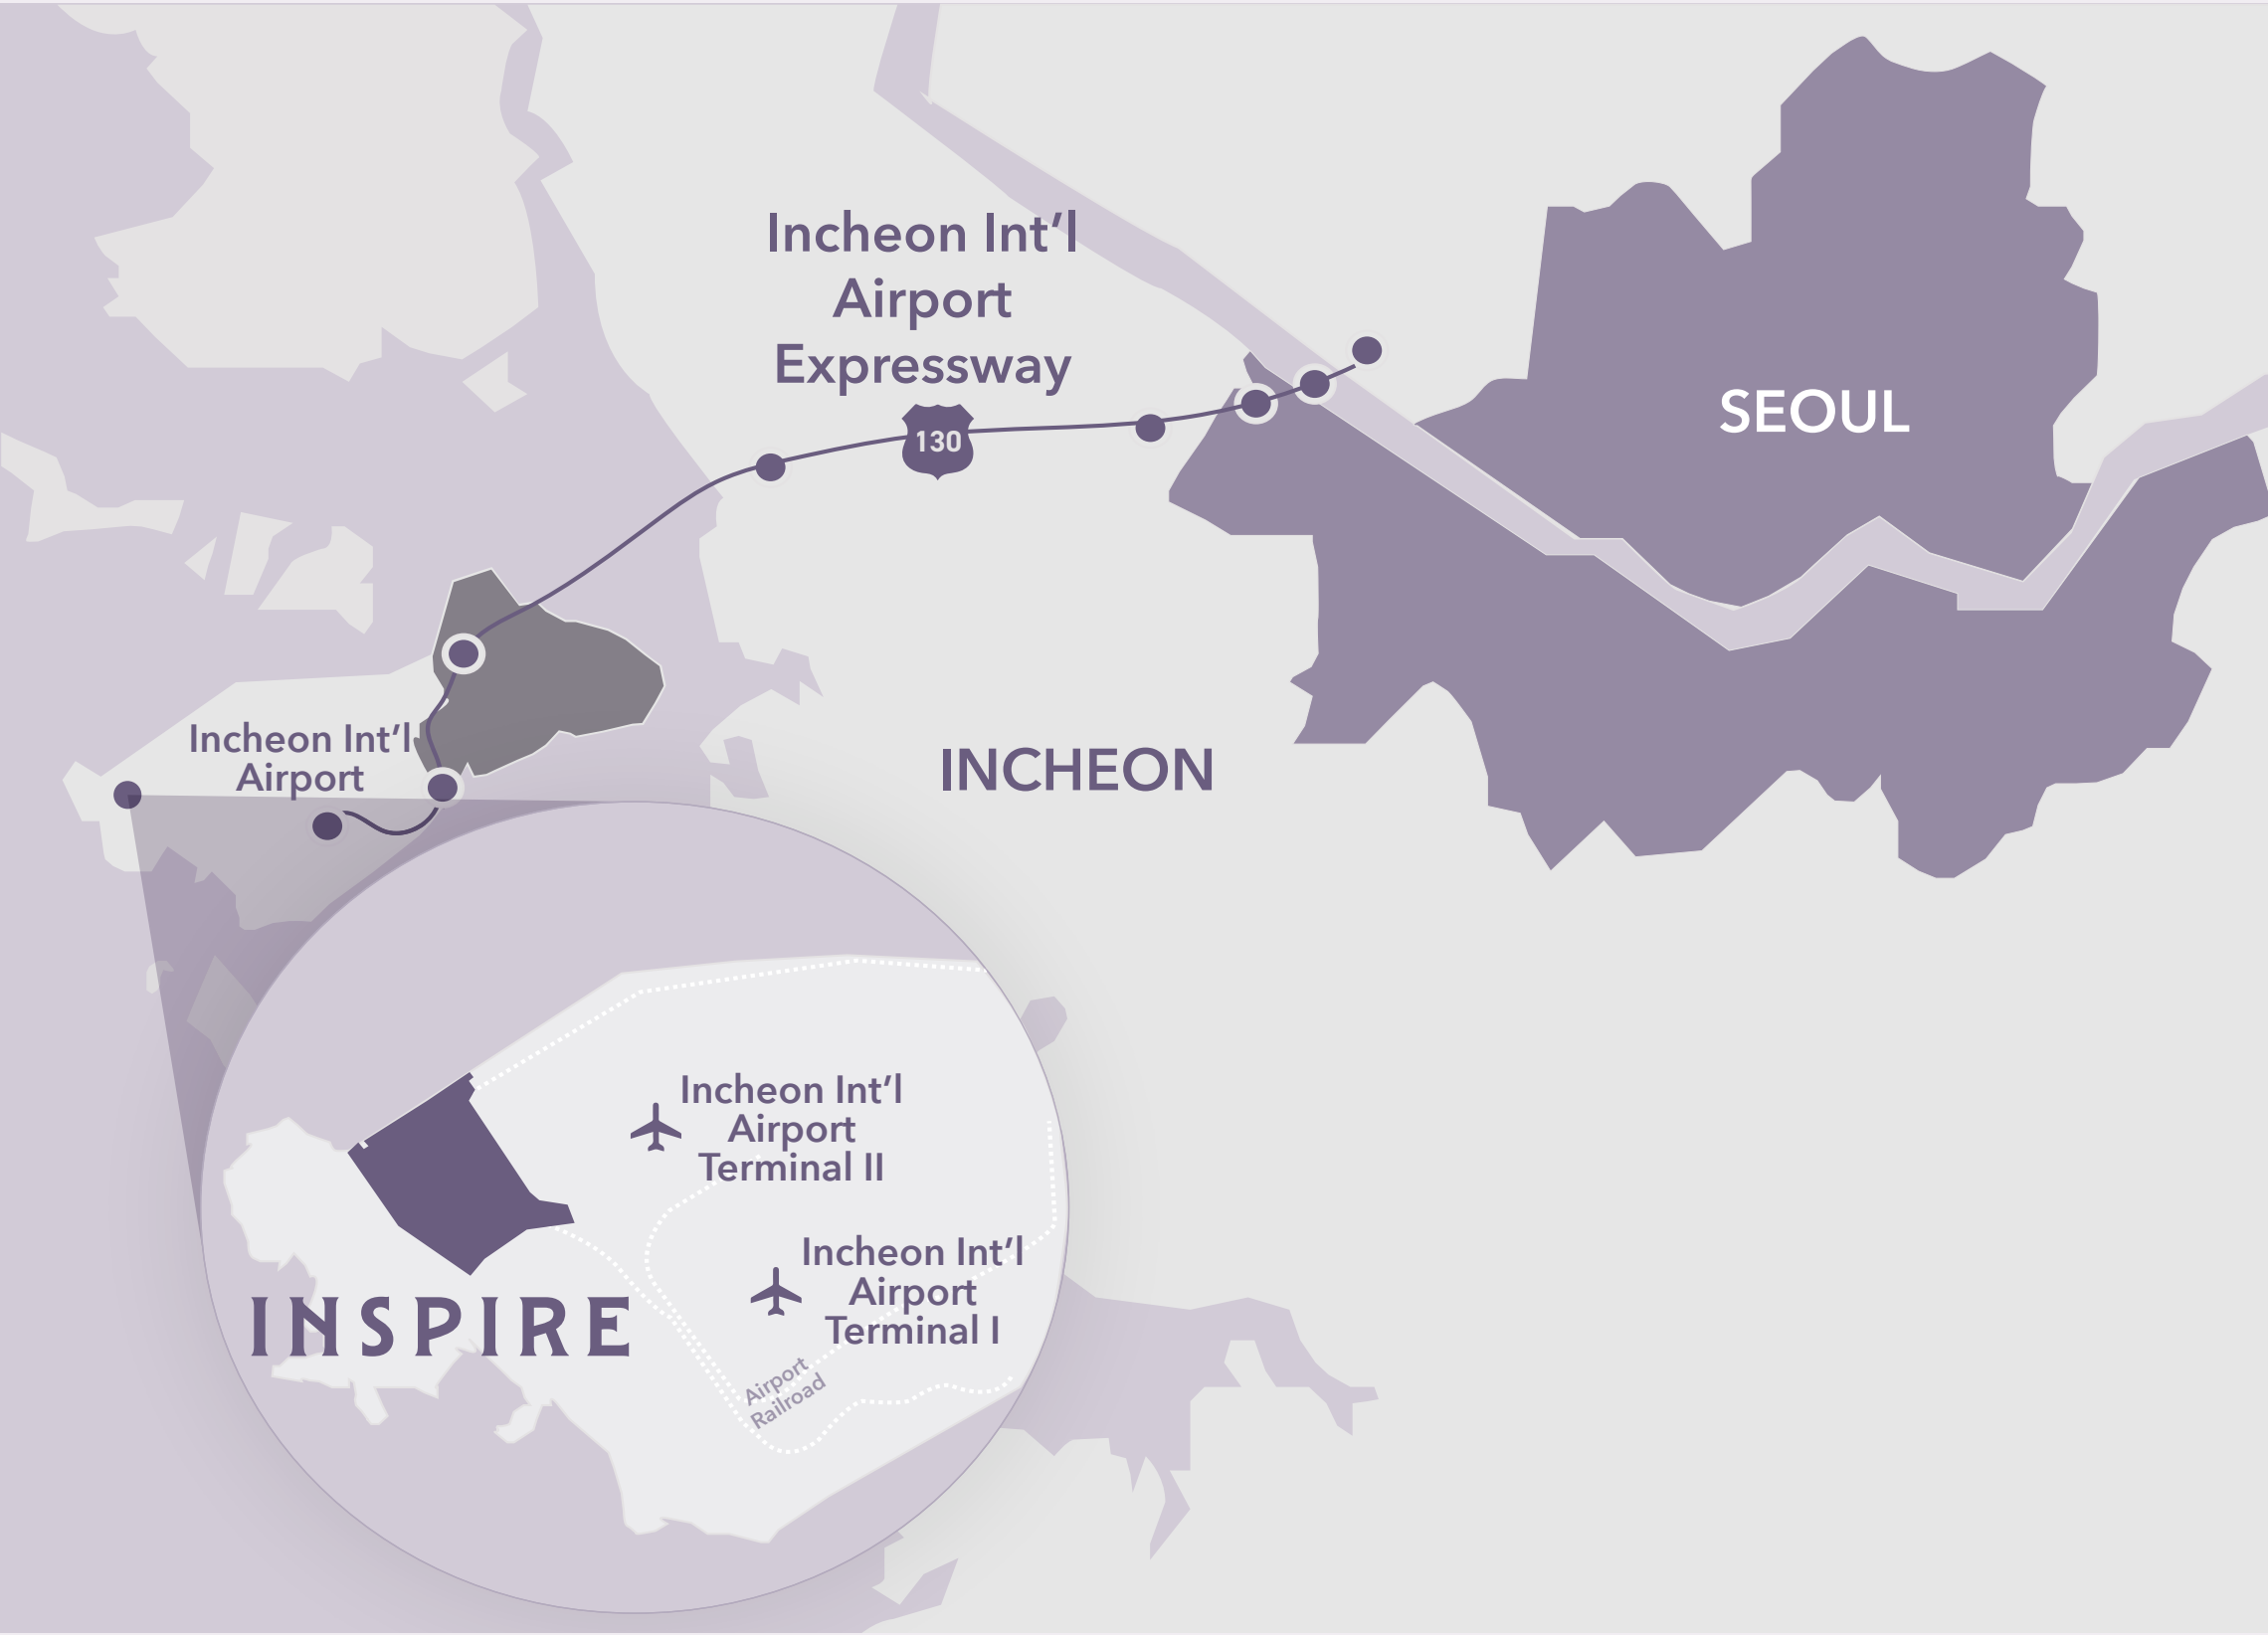 Incheon Int'l
Airport
Expressway
130
SEOUL
Incheon Int'l
Airport
INCHEON
Incheon Int'l
Airport
Terminal II
Incheon Int'l
Airport
Terminal I
INSPIRE
Airport
Railroad